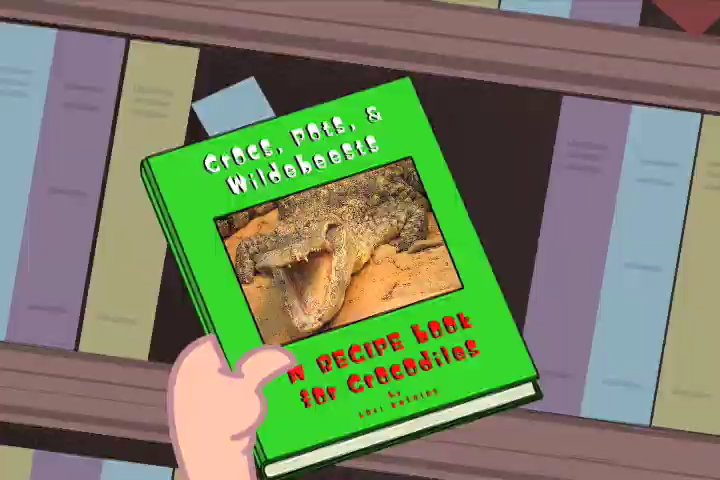 Crocs, Pots, &
Wildebeests
RECIPE book
for Crocodiles
by